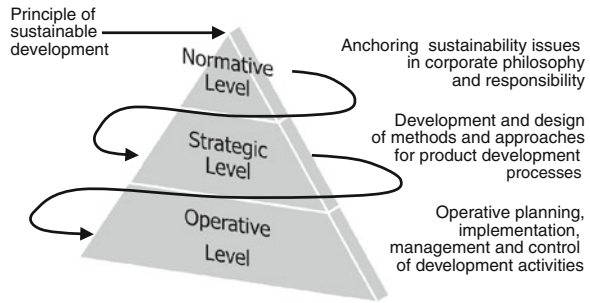 Principle of
sustainable
development
Normative
Level
Anchoring sustainability issues
in corporate philosophy
and responsibility
Strategic
Level
Development and design
of methods and approaches
for product development
processes
Operative
Level
Operative planning,
implementation,
management and control
of development activities